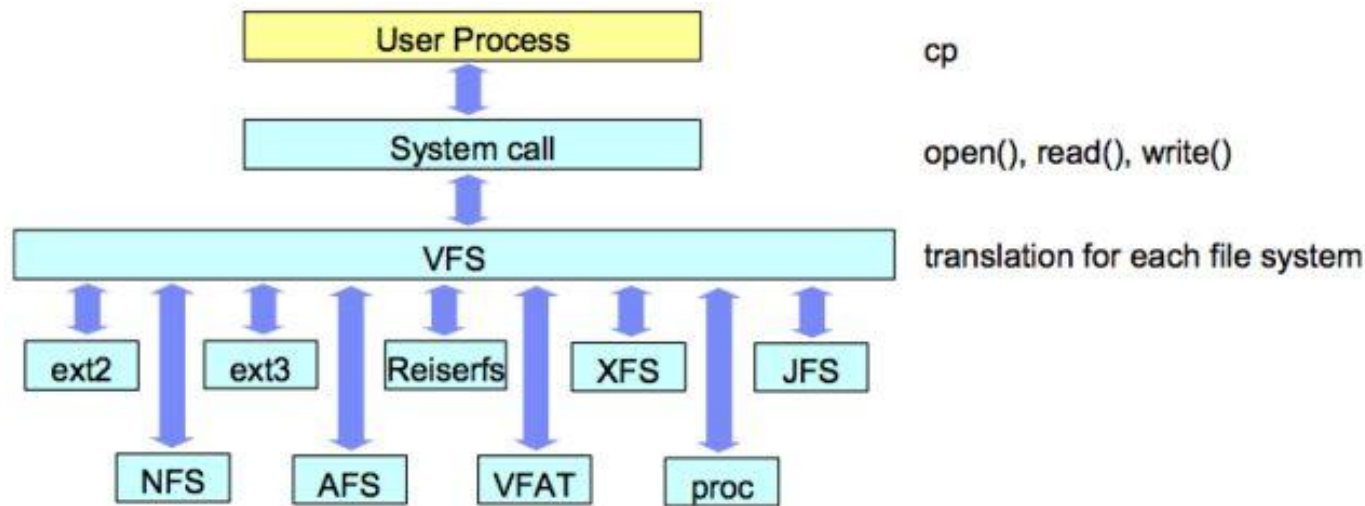 User Process
cp
System call
open(), read(), write()
VFS
translation for each file system
ext2
ext3
Reiserfs
XFS
JFS
NFS
AFS
VFAT
proc